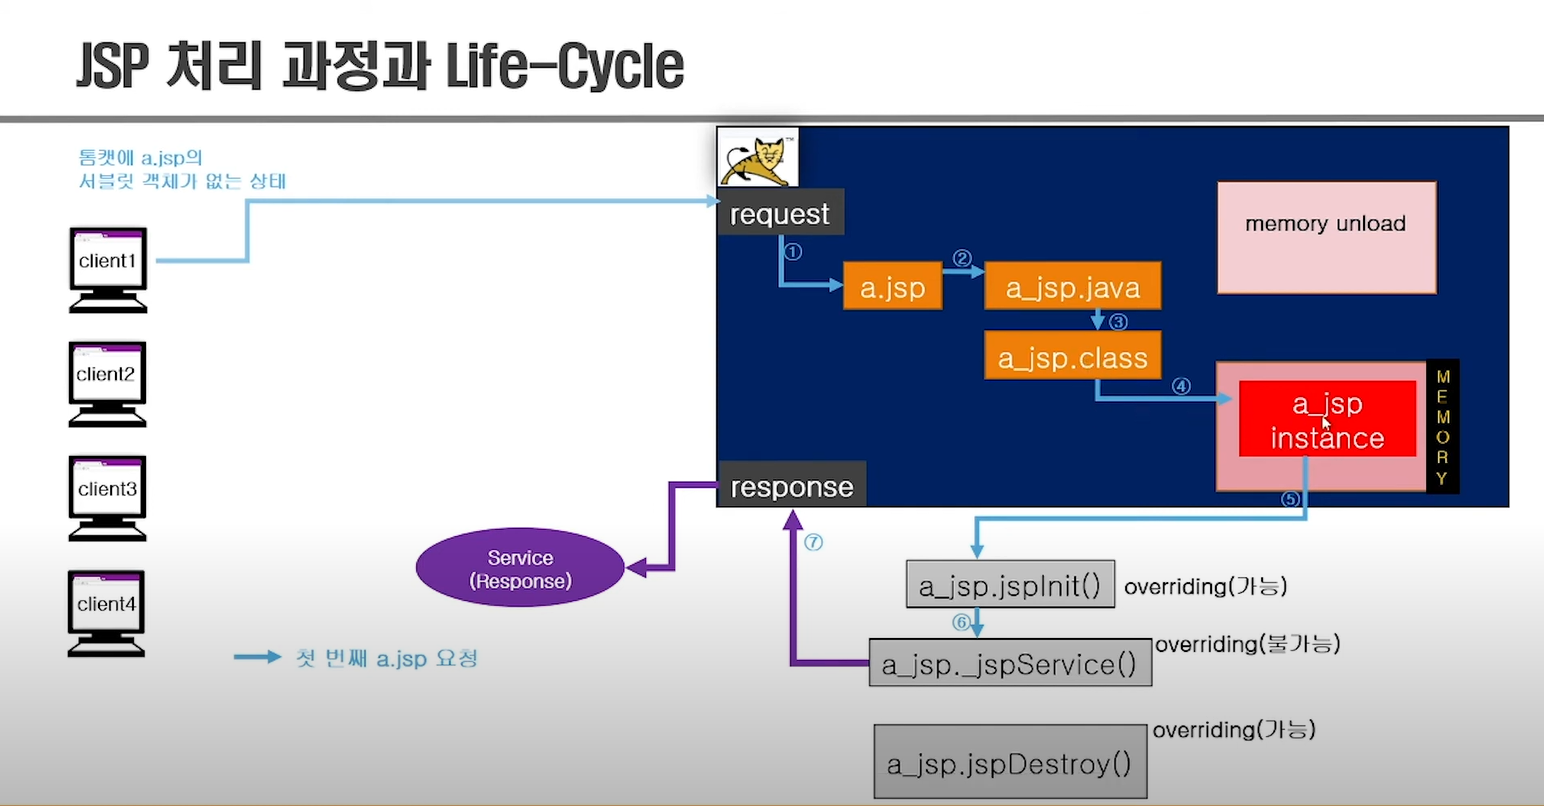 JSP 처리 과정과 Life-Cycle
톰캣에 a.jsp의
서블릿 객체가 없는 상태
client1
client2
client3
client4
TM
request
①
a.jsp
②
a_jsp.java
③
a_jsp.class
④
memory unload
a_jsp
instance
MEMORY
⑤
response
⑦
Service
(Response)
a_jsp.jspInit()
overriding(가능)
⑥
a_jsp._jspService()
overriding(불가능)
a_jsp.jspDestroy()
overriding(가능)
첫 번째 a.jsp 요청